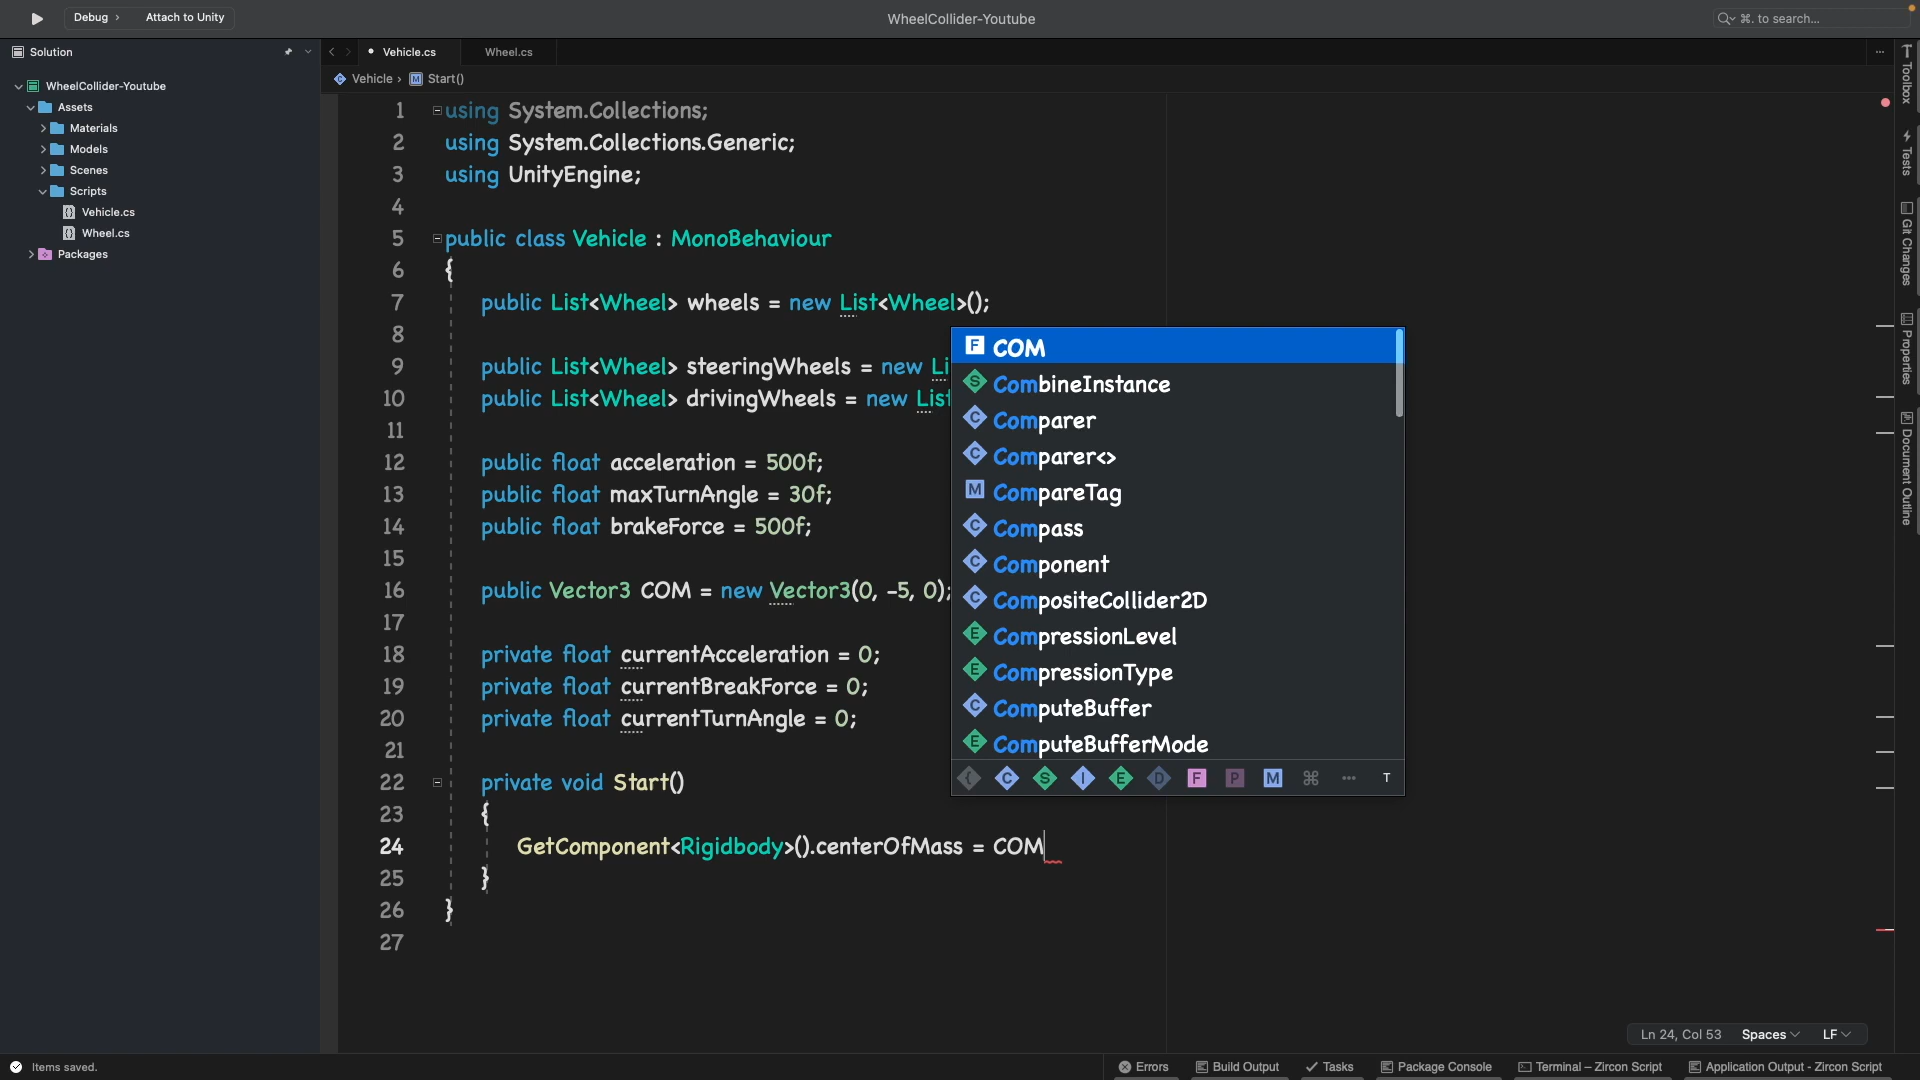 Debug › Attach to Unity
WheelCollider-Youtube
⌘. to search...
Solution
WheelCollider-Youtube
Assets
Materials
Models
Scenes
Scripts
Vehicle.cs
Wheel.cs
Packages
Vehicle.cs
Wheel.cs
Vehicle › M Start()
1 using System.Collections;
2 using System.Collections.Generic;
3 using UnityEngine;
4
5 public class Vehicle : MonoBehaviour
6 {
7 public List<Wheel> wheels = new List<Wheel>();
8
9 public List<Wheel> steeringWheels = new Li
10 public List<Wheel> drivingWheels = new List
11
12 public float acceleration = 500f;
13 public float maxTurnAngle = 30f;
14 public float brakeForce = 500f;
15
16 public Vector3 COM = new Vector3(0, -5, 0);
17
18 private float currentAcceleration = 0;
19 private float currentBreakForce = 0;
20 private float currentTurnAngle = 0;
21
22 private void Start()
23 {
24 GetComponent<Rigidbody>().centerOfMass = COM
25 }
26 }
27
F COM
S CombineInstance
C Comparer
C Comparer<>
M CompareTag
C Compass
C Component
C CompositeCollider2D
E CompressionLevel
E CompressionType
C ComputeBuffer
E ComputeBufferMode
{ C S I E D F P M ⌘ ... T
Toolbox
Tests
Git Changes
Properties
Document Outline
Ln 24, Col 53 Spaces LF
Items saved.
Errors
Build Output
Tasks
Package Console
Terminal – Zircon Script
Application Output - Zircon Script